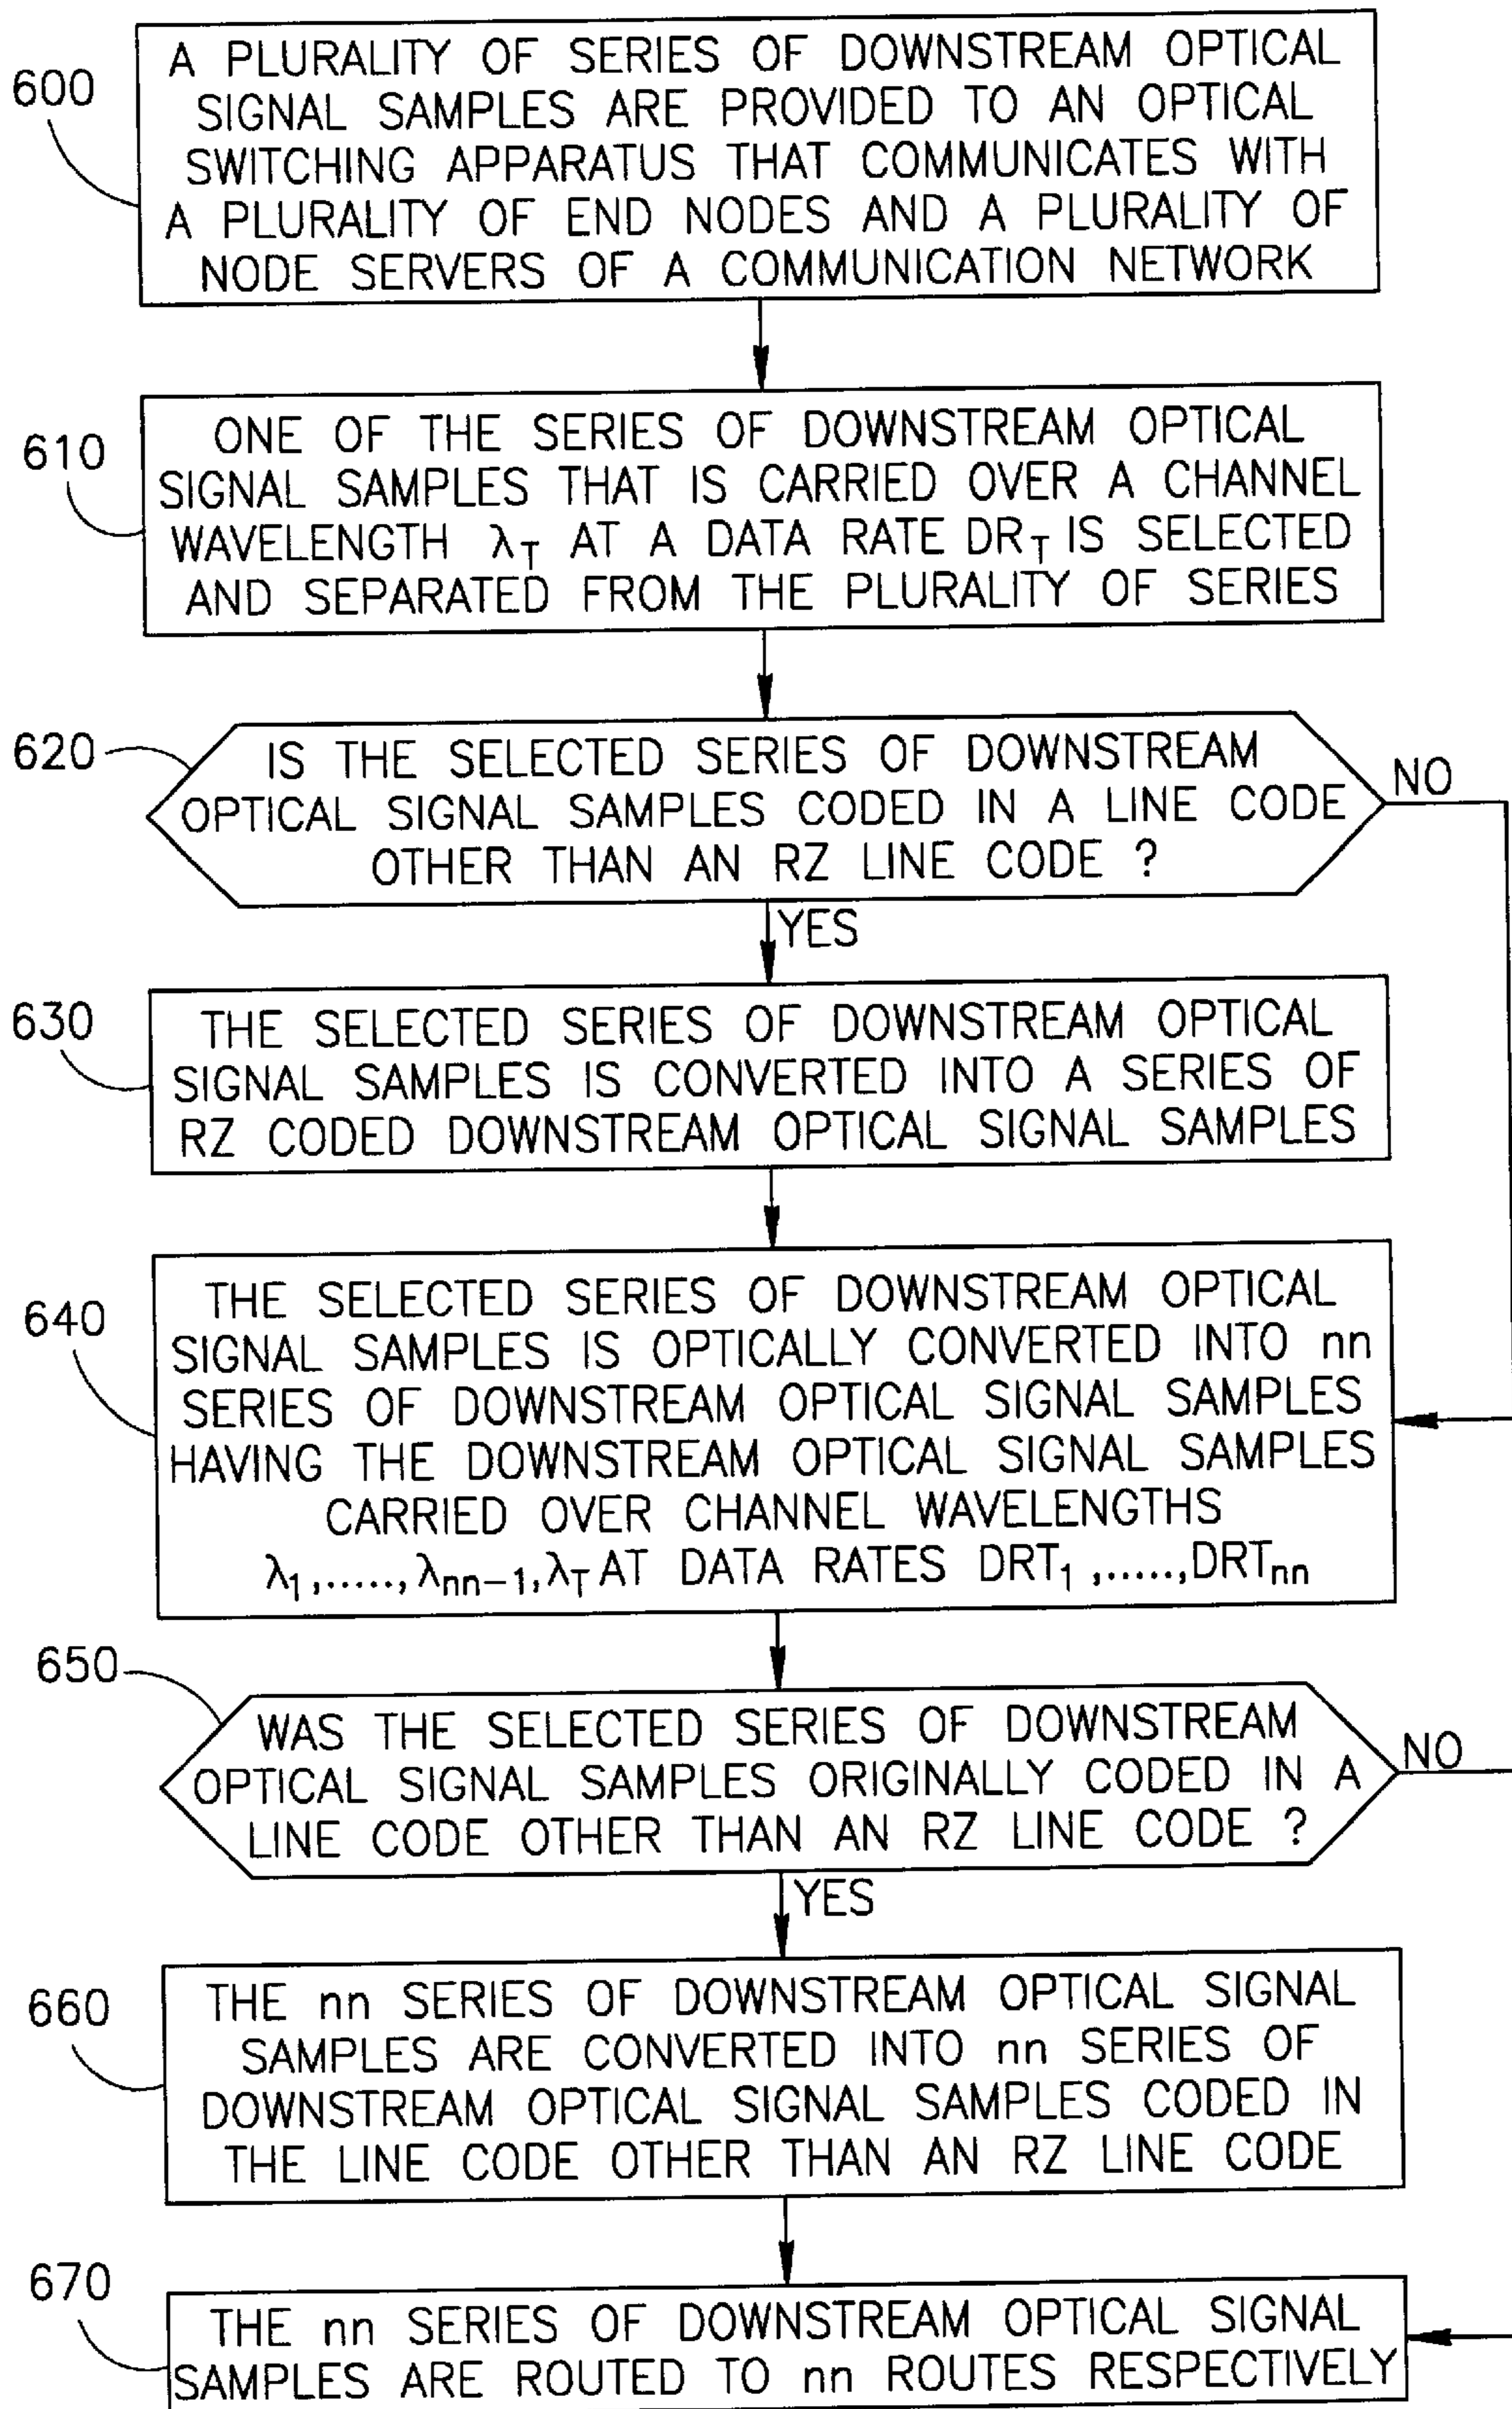 600
A PLURALITY OF SERIES OF DOWNSTREAM OPTICAL
SIGNAL SAMPLES ARE PROVIDED TO AN OPTICAL
SWITCHING APPARATUS THAT COMMUNICATES WITH
A PLURALITY OF END NODES AND A PLURALITY OF
NODE SERVERS OF A COMMUNICATION NETWORK
610
ONE OF THE SERIES OF DOWNSTREAM OPTICAL
SIGNAL SAMPLES THAT IS CARRIED OVER A CHANNEL
WAVELENGTH λT AT A DATA RATE DRT IS SELECTED
AND SEPARATED FROM THE PLURALITY OF SERIES
620
IS THE SELECTED SERIES OF DOWNSTREAM
OPTICAL SIGNAL SAMPLES CODED IN A LINE CODE
OTHER THAN AN RZ LINE CODE ?
NO
YES
630
THE SELECTED SERIES OF DOWNSTREAM OPTICAL
SIGNAL SAMPLES IS CONVERTED INTO A SERIES OF
RZ CODED DOWNSTREAM OPTICAL SIGNAL SAMPLES
640
THE SELECTED SERIES OF DOWNSTREAM OPTICAL
SIGNAL SAMPLES IS OPTICALLY CONVERTED INTO nn
SERIES OF DOWNSTREAM OPTICAL SIGNAL SAMPLES
HAVING THE DOWNSTREAM OPTICAL SIGNAL SAMPLES
CARRIED OVER CHANNEL WAVELENGTHS
λ1,.....,λnn-1,λT AT DATA RATES DRT1,.....,DRTnn
650
WAS THE SELECTED SERIES OF DOWNSTREAM
OPTICAL SIGNAL SAMPLES ORIGINALLY CODED IN A
LINE CODE OTHER THAN AN RZ LINE CODE ?
NO
YES
660
THE nn SERIES OF DOWNSTREAM OPTICAL SIGNAL
SAMPLES ARE CONVERTED INTO nn SERIES OF
DOWNSTREAM OPTICAL SIGNAL SAMPLES CODED IN
THE LINE CODE OTHER THAN AN RZ LINE CODE
670
THE nn SERIES OF DOWNSTREAM OPTICAL SIGNAL
SAMPLES ARE ROUTED TO nn ROUTES RESPECTIVELY